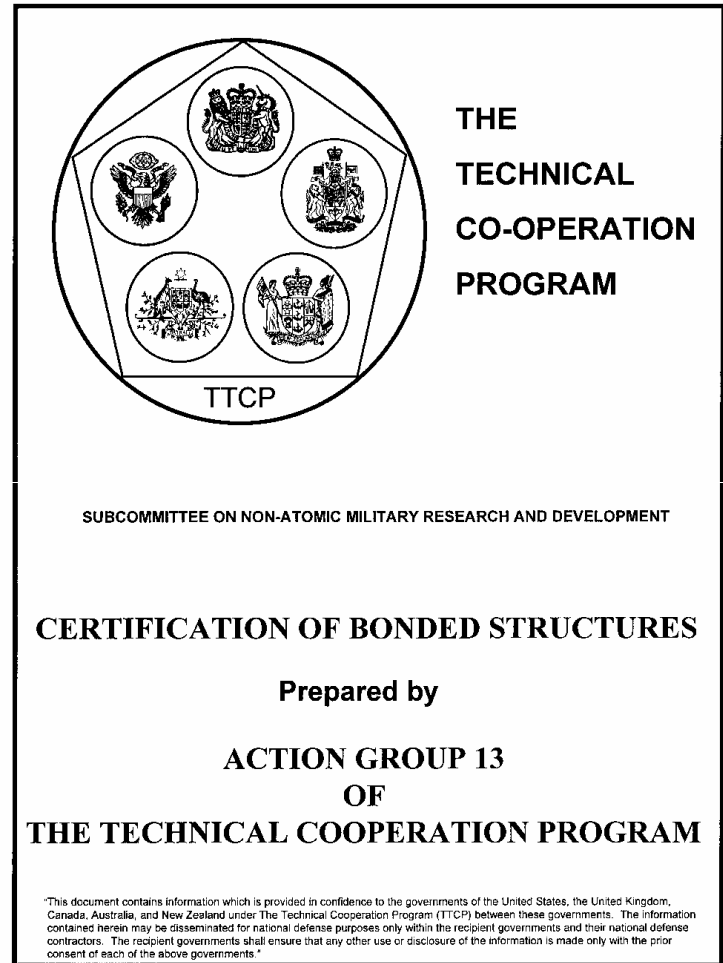 THE
TECHNICAL
CO-OPERATION
PROGRAM
TTCP
SUBCOMMITTEE ON NON-ATOMIC MILITARY RESEARCH AND DEVELOPMENT
CERTIFICATION OF BONDED STRUCTURES
Prepared by
ACTION GROUP 13
OF
THE TECHNICAL COOPERATION PROGRAM
"This document contains information which is provided in confidence to the governments of the United States, the United Kingdom,
Canada, Australia, and New Zealand under The Technical Cooperation Program (TTCP) between these governments. The information
contained herein may be disseminated for national defense purposes only within the recipient governments and their national defense
contractors. The recipient governments shall ensure that any other use or disclosure of the information is made only with the prior
consent of each of the above governments."